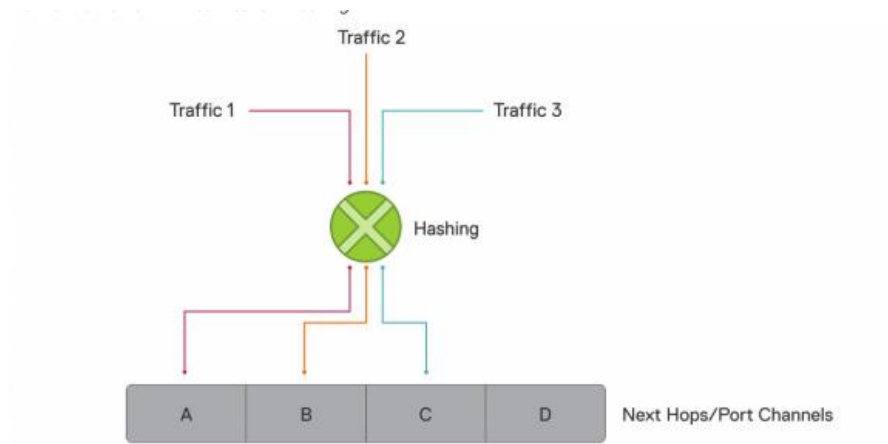 Traffic 2
Traffic 1
Traffic 3
Hashing
A
B
C
D
Next Hops/Port Channels